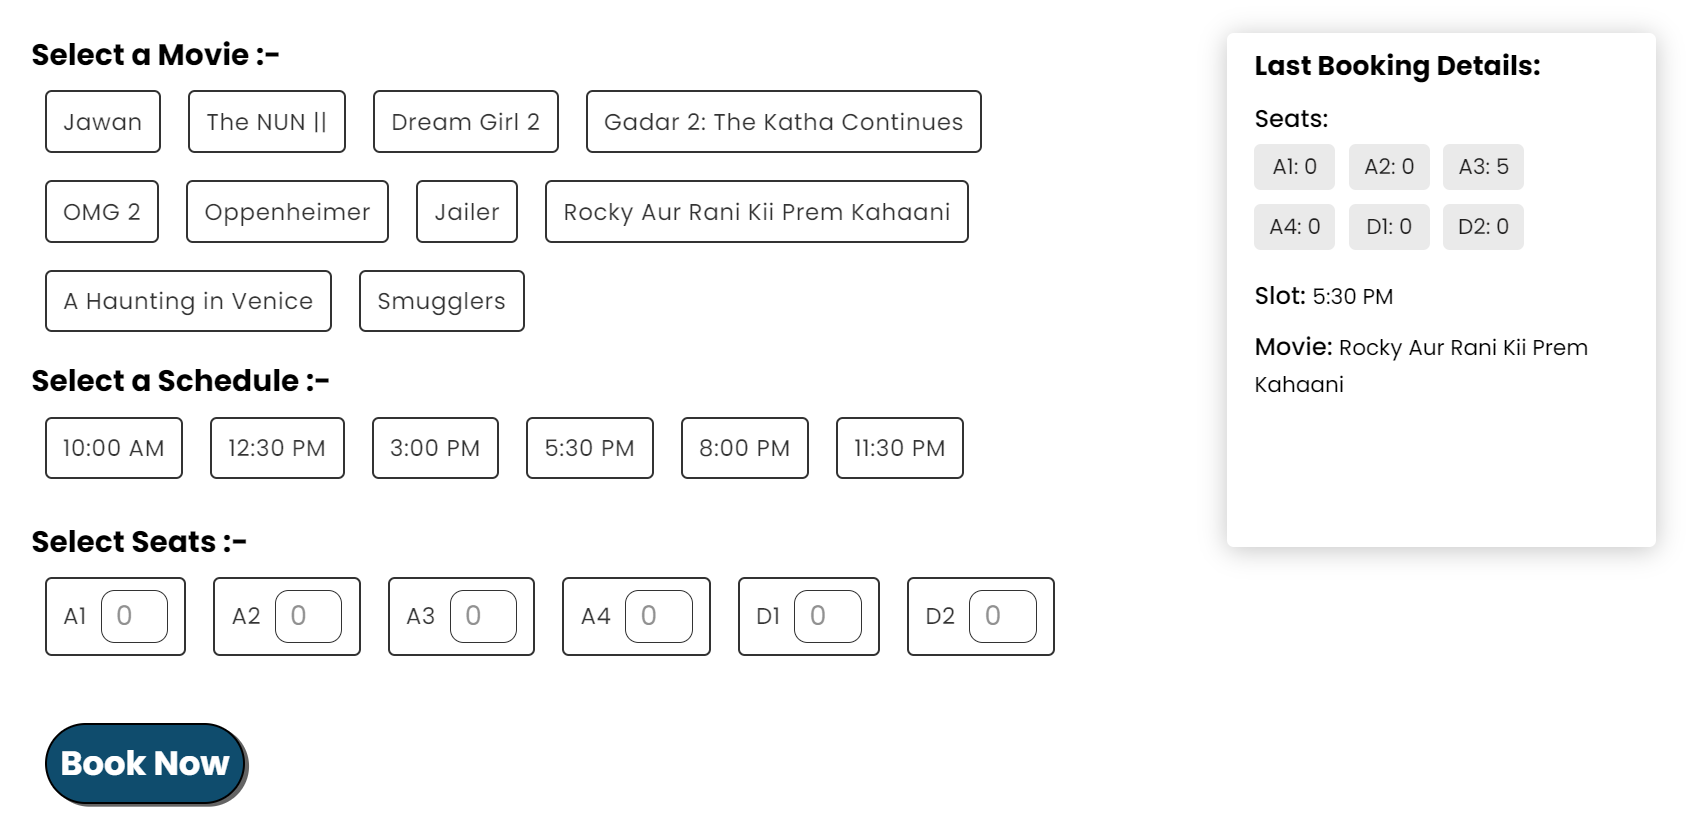 Select a Movie :-
Jawan
The NUN ||
Dream Girl 2
Gadar 2: The Katha Continues
OMG 2
Oppenheimer
Jailer
Rocky Aur Rani Kii Prem Kahaani
A Haunting in Venice
Smugglers
Select a Schedule :-
10:00 AM
12:30 PM
3:00 PM
5:30 PM
8:00 PM
11:30 PM
Select Seats :-
A1 0
A2 0
A3 0
A4 0
D1 0
D2 0
Book Now
Last Booking Details:
Seats:
A1: 0
A2: 0
A3: 5
A4: 0
D1: 0
D2: 0
Slot: 5:30 PM
Movie: Rocky Aur Rani Kii Prem
Kahaani